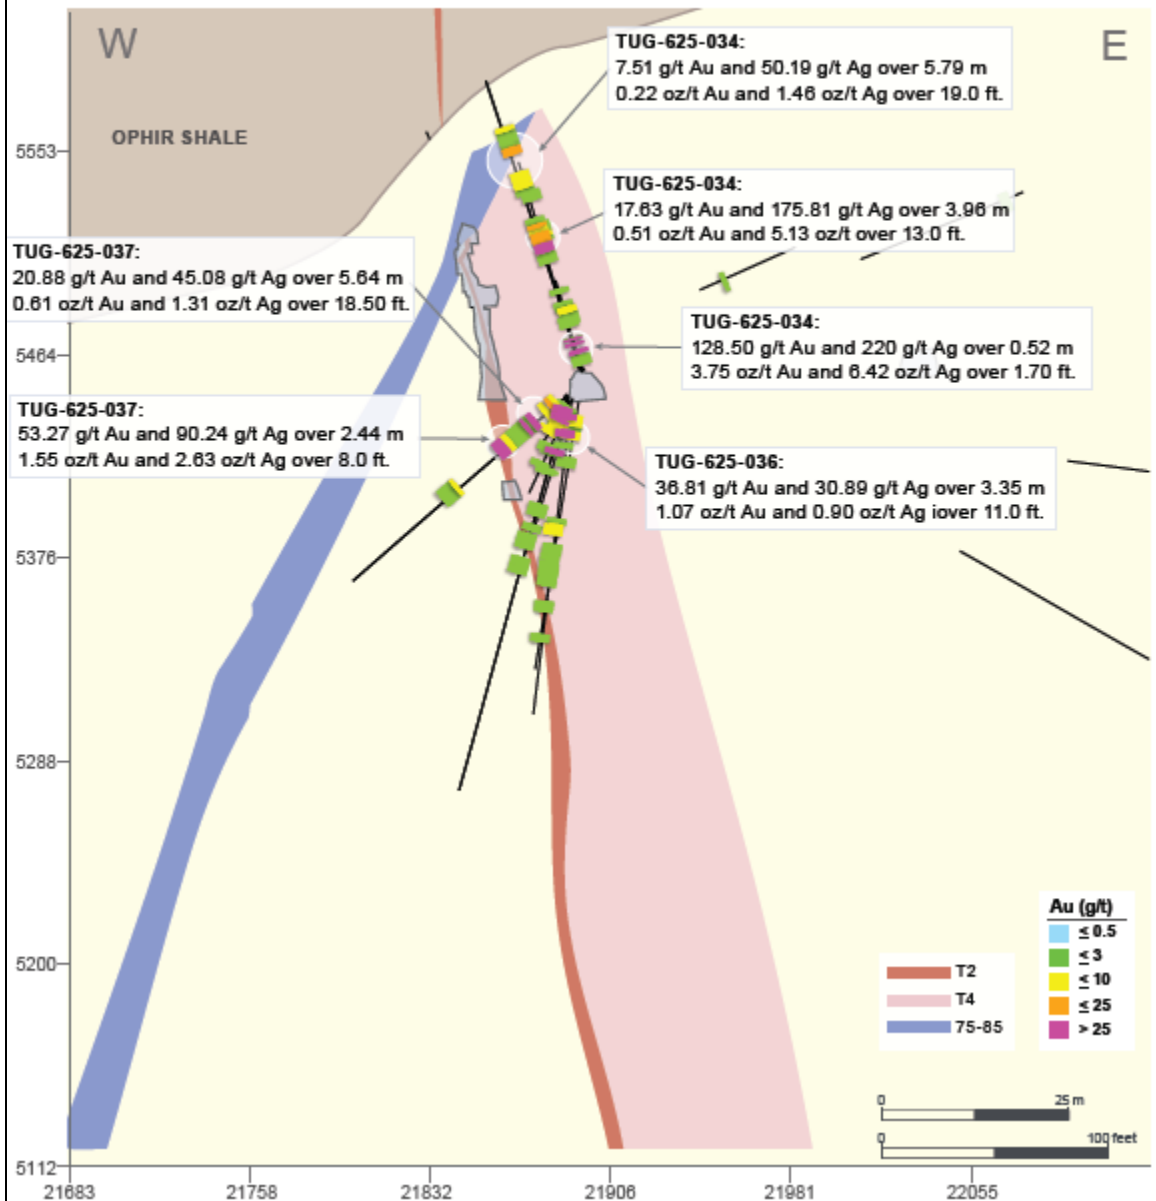 W
E
OPHIR SHALE
TUG-625-034:
7.51 g/t Au and 50.19 g/t Ag over 5.79 m
0.22 oz/t Au and 1.46 oz/t Ag over 19.0 ft.
TUG-625-034:
17.63 g/t Au and 175.81 g/t Ag over 3.96 m
0.51 oz/t Au and 5.13 oz/t over 13.0 ft.
TUG-625-037:
20.88 g/t Au and 45.08 g/t Ag over 5.64 m
0.61 oz/t Au and 1.31 oz/t Ag over 18.50 ft.
TUG-625-034:
128.50 g/t Au and 220 g/t Ag over 0.52 m
3.75 oz/t Au and 6.42 oz/t Ag over 1.70 ft.
TUG-625-037:
53.27 g/t Au and 90.24 g/t Ag over 2.44 m
1.55 oz/t Au and 2.63 oz/t Ag over 8.0 ft.
TUG-625-036:
36.81 g/t Au and 30.89 g/t Ag over 3.35 m
1.07 oz/t Au and 0.90 oz/t Ag iover 11.0 ft.
5553
5464
5376
5288
5200
5112
21683
21758
21832
21906
21981
22055
T2
T4
75-85
Au (g/t)
≤ 0.5
≤ 3
≤ 10
≤ 25
> 25
0 25 m
0 100 feet